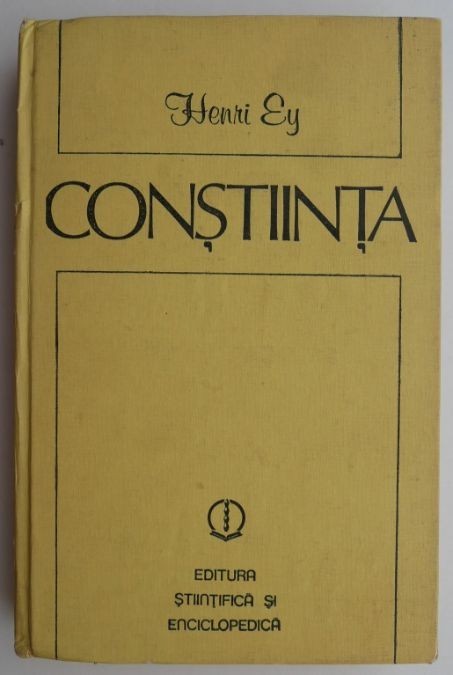 Henri Ey
CONȘTIINȚA
EDITURA
ȘTIINȚIFICĂ ȘI
ENCICLOPEDICĂ